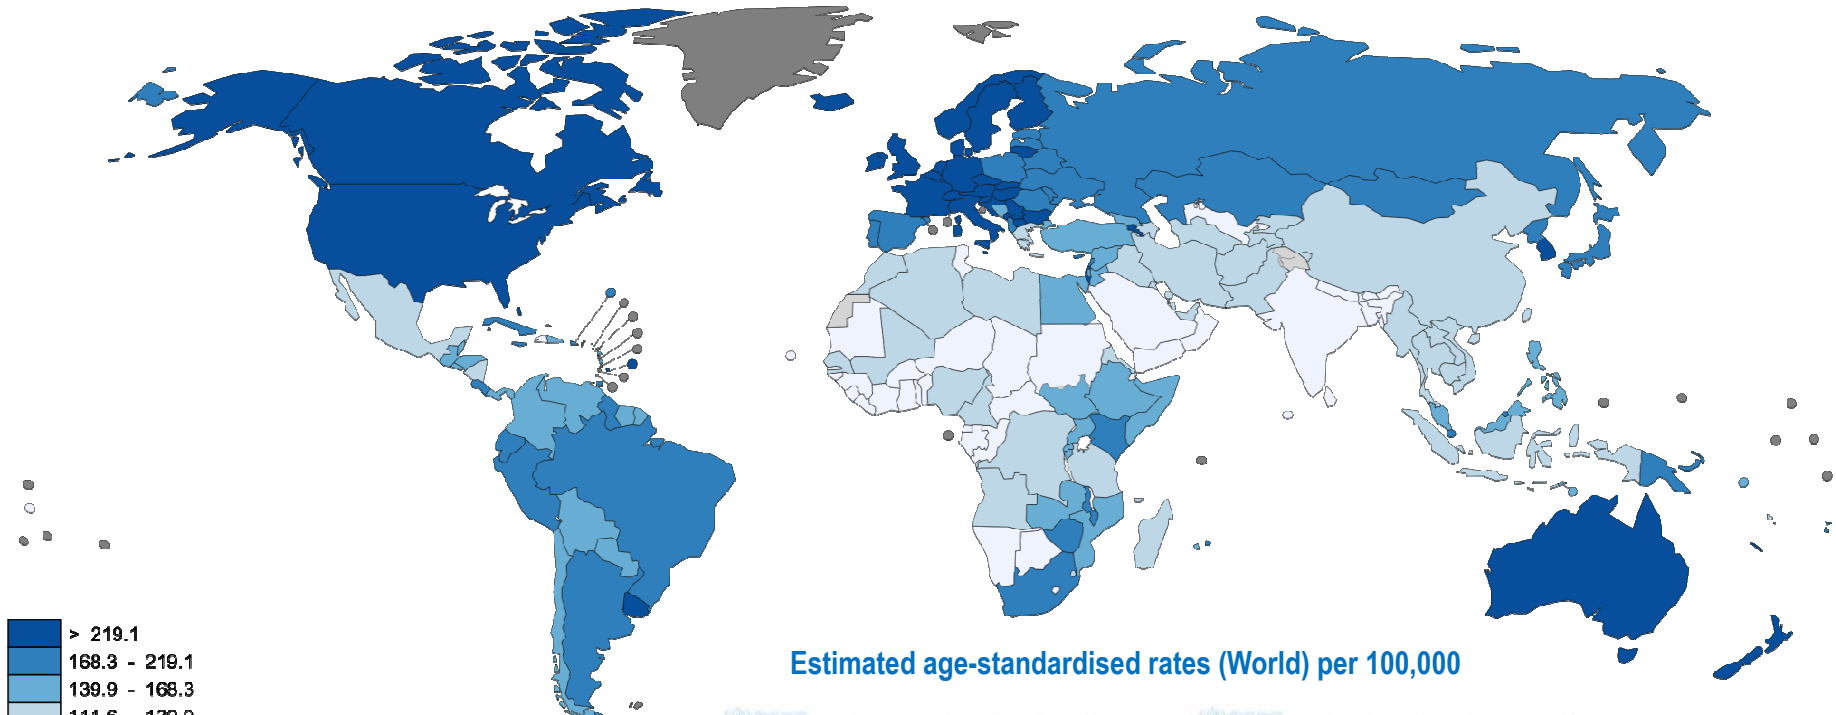 > 219.1
168.3 - 219.1
139.9 - 168.3
Estimated age-standardised rates (World) per 100,000